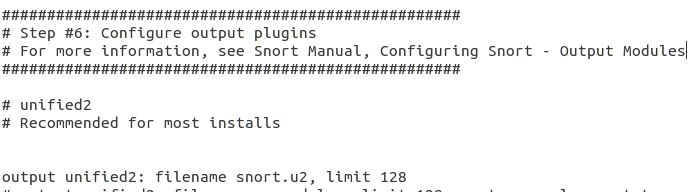 ###################################################
# Step #6: Configure output plugins
# For more information, see Snort Manual, Configuring Snort - Output Modules
###################################################
# unified2
# Recommended for most installs
output unified2: filename snort.u2, limit 128